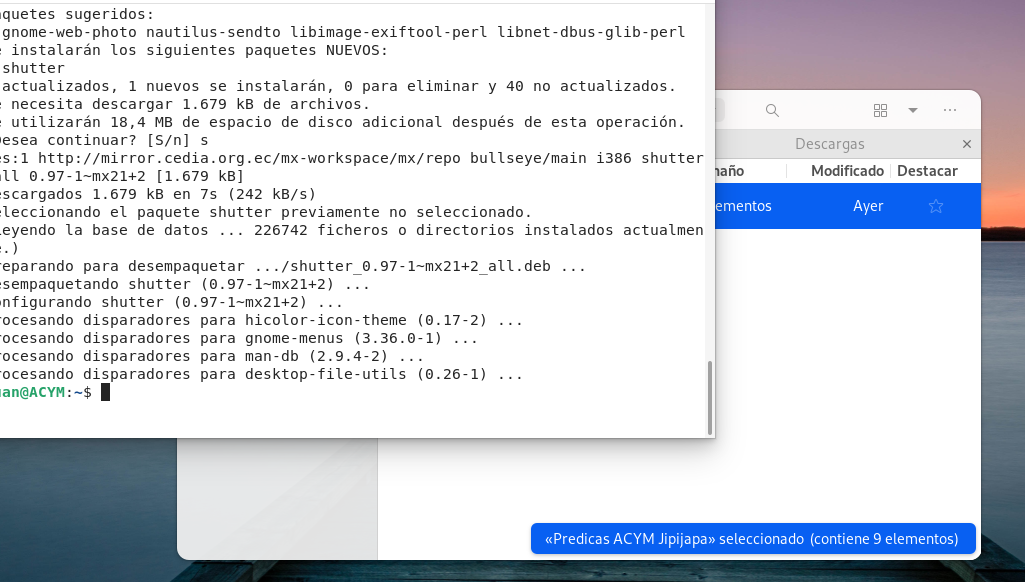 aquetes sugeridos:
gnome-web-photo nautilus-sendto libimage-exiftool-perl libnet-dbus-glib-perl
e instalarán los siguientes paquetes NUEVOS:
shutter
actualizados, 1 nuevos se instalarán, 0 para eliminar y 40 no actualizados.
e necesita descargar 1.679 kB de archivos.
e utilizarán 18,4 MB de espacio de disco adicional después de esta operación.
Desea continuar? [S/n] s
es:1 http://mirror.cedia.org.ec/mx-workspace/mx/repo bullseye/main i386 shutter
all 0.97-1~mx21+2 [1.679 kB]
escargados 1.679 kB en 7s (242 kB/s)
eleccionando el paquete shutter previamente no seleccionado.
Leyendo la base de datos ... 226742 ficheros o directorios instalados actualmen
e.)
reparando para desempaquetar .../shutter_0.97-1~mx21+2_all.deb ...
esempaquetando shutter (0.97-1~mx21+2) ...
onfigurando shutter (0.97-1~mx21+2) ...
rocesando disparadores para hicolor-icon-theme (0.17-2) ...
rocesando disparadores para gnome-menus (3.36.0-1) ...
rocesando disparadores para man-db (2.9.4-2) ...
rocesando disparadores para desktop-file-utils (0.26-1) ...
uan@ACYM:~$
Descargas
maño Modificado Destacar
ementos Ayer
«Predicas ACYM Jipijapa» seleccionado (contiene 9 elementos)